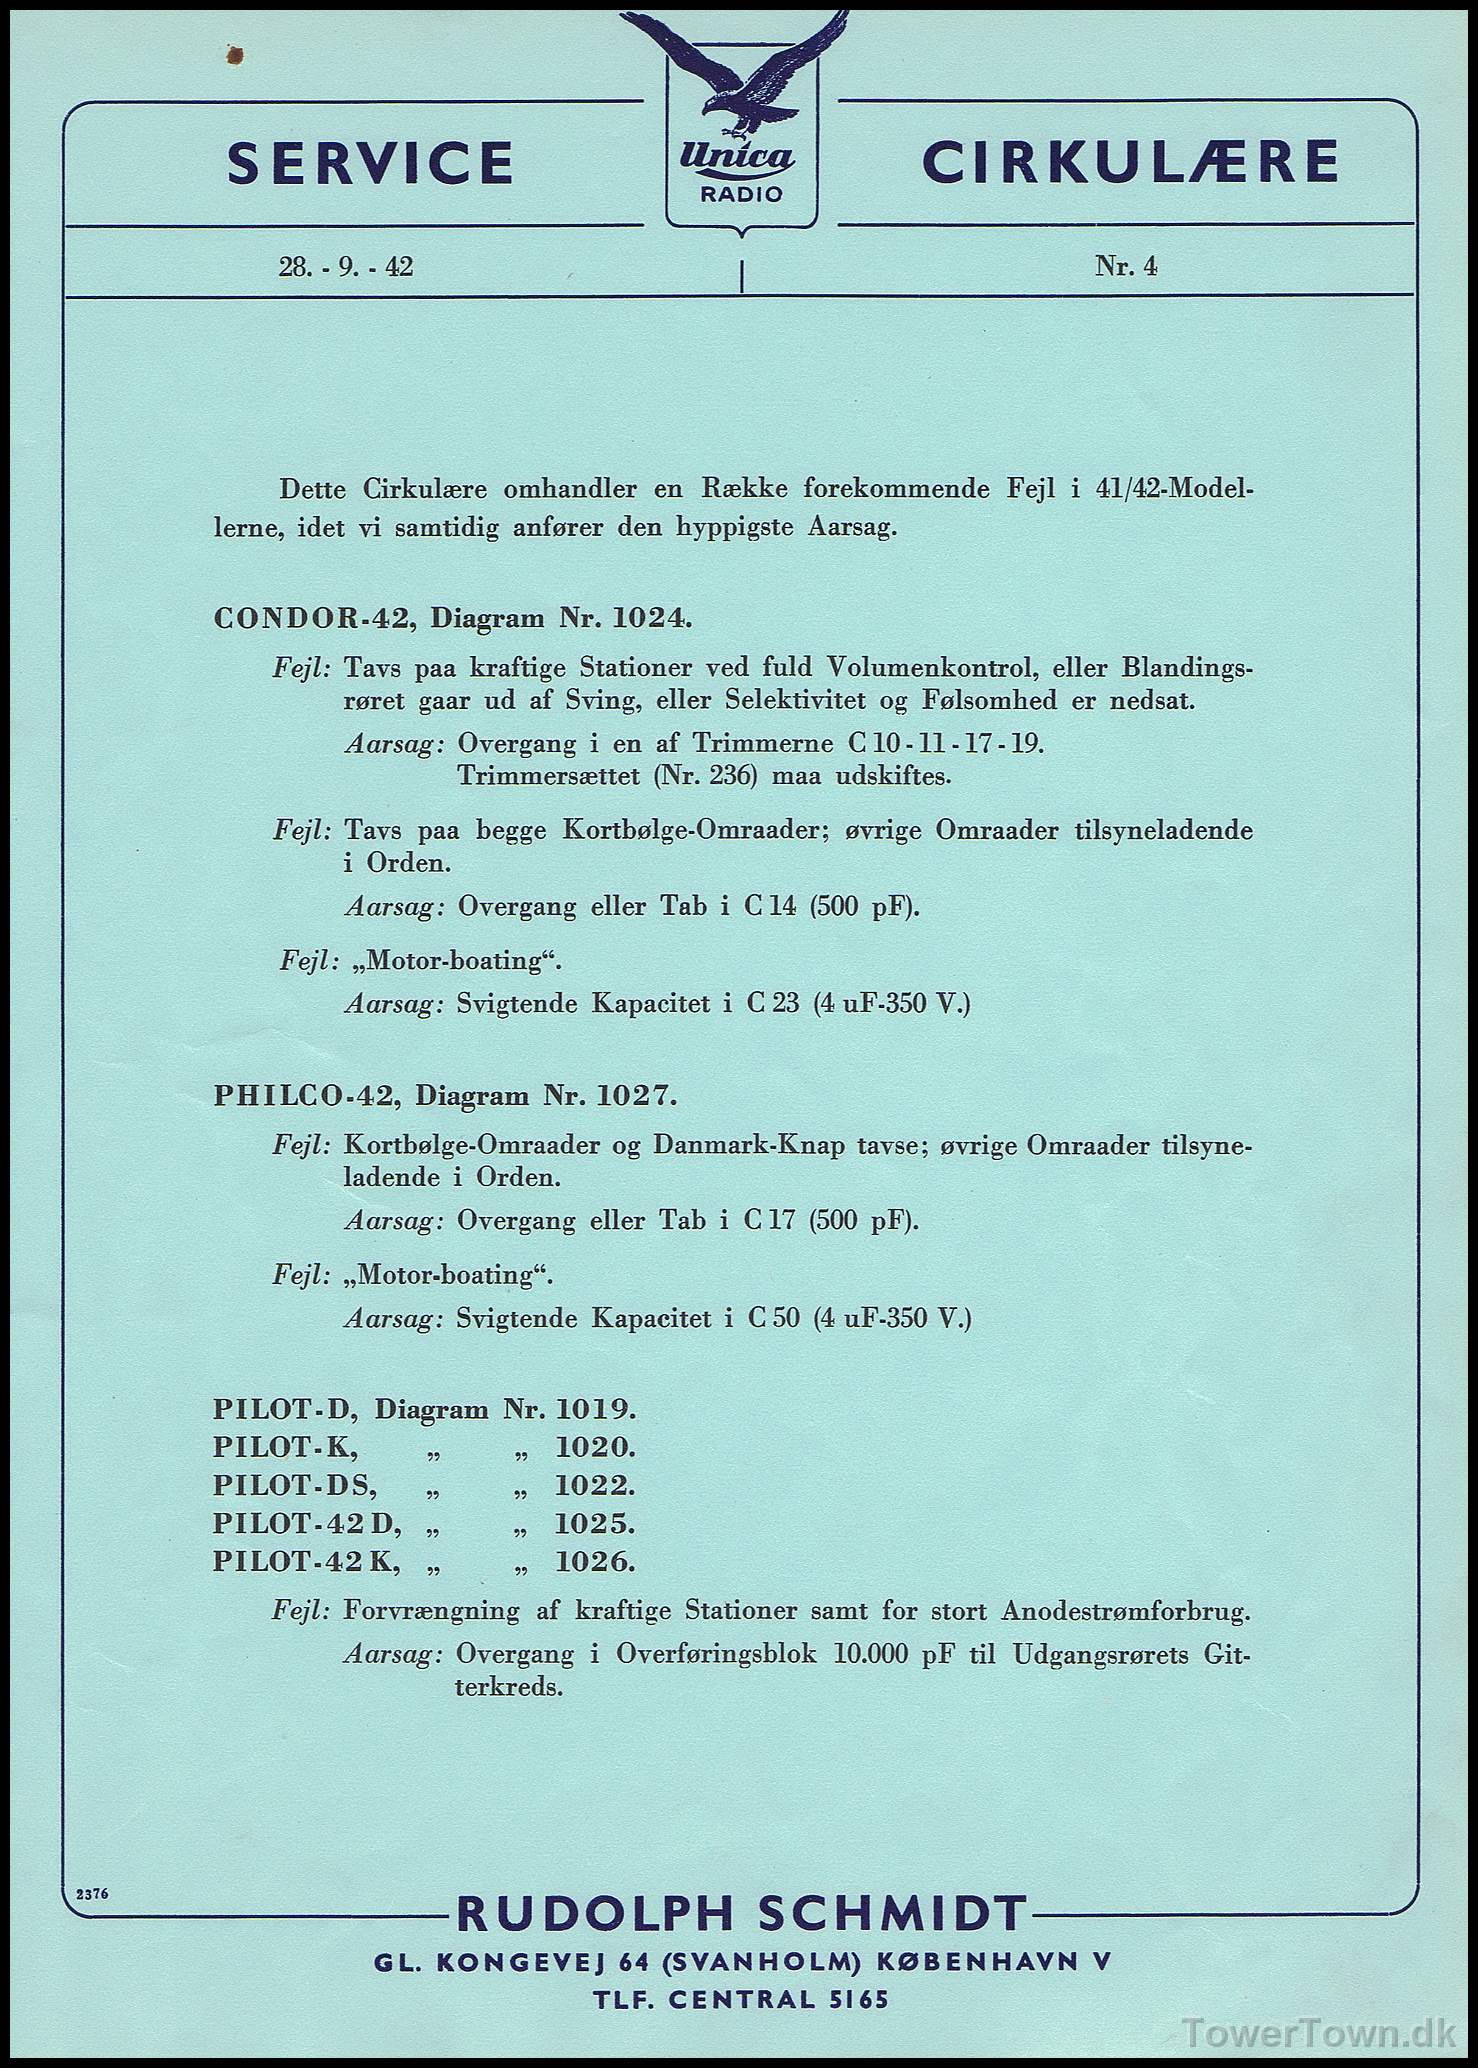 SERVICE
Unica
RADIO
CIRKULÆRE
28. - 9. - 42
Nr. 4
Dette Cirkulære omhandler en Række forekommende Fejl i 41/42-Model-
lerne, idet vi samtidig anfører den hyppigste Aarsag.
CONDOR-42, Diagram Nr. 1024.
Fejl: Tavs paa kraftige Stationer ved fuld Volumenkontrol, eller Blandings-
røret gaar ud af Sving, eller Selektivitet og Følsomhed er nedsat.
Aarsag: Overgang i en af Trimmerne C 10 - 11 - 17 - 19.
Trimmersættet (Nr. 236) maa udskiftes.
Fejl: Tavs paa begge Kortbølge-Omraader; øvrige Omraader tilsyneladende
i Orden.
Aarsag: Overgang eller Tab i C 14 (500 pF).
Fejl: „Motor-boating“.
Aarsag: Svigtende Kapacitet i C 23 (4 uF-350 V.)
PHILCO-42, Diagram Nr. 1027.
Fejl: Kortbølge-Omraader og Danmark-Knap tavse; øvrige Omraader tilsyne-
ladende i Orden.
Aarsag: Overgang eller Tab i C 17 (500 pF).
Fejl: „Motor-boating“.
Aarsag: Svigtende Kapacitet i C 50 (4 uF-350 V.)
PILOT-D, Diagram Nr. 1019.
PILOT-K, „ „ 1020.
PILOT-DS, „ „ 1022.
PILOT-42 D, „ „ 1025.
PILOT-42 K, „ „ 1026.
Fejl: Forvrængning af kraftige Stationer samt for stort Anodestrømforbrug.
Aarsag: Overgang i Overføringsblok 10.000 pF til Udgangsrørets Git-
terkreds.
2376
RUDOLPH SCHMIDT
GL. KONGEVEJ 64 (SVANHOLM) KØBENHAVN V
TLF. CENTRAL 5165
TowerTown.dk